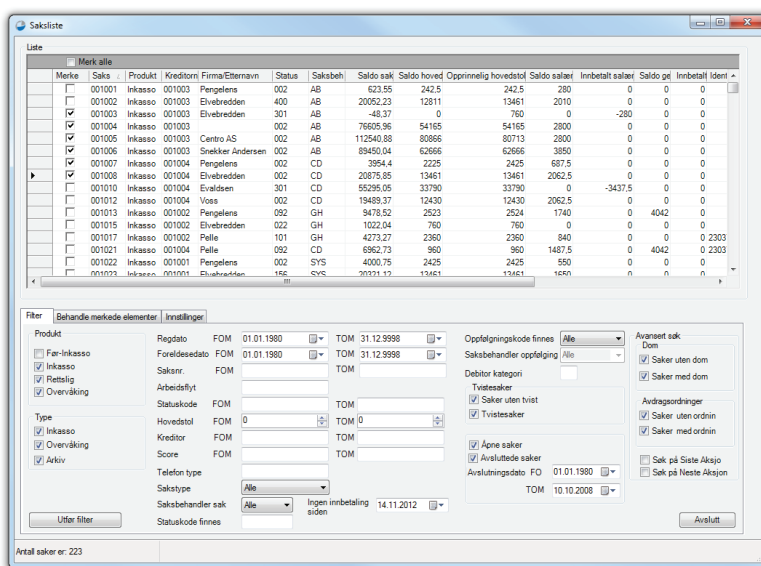 Saksliste
Liste
Merk alle
Merke Saks Produkt Kreditorn Firma/Etternavn Status Saksbeh Saldo sak Saldo hoved Opprinnelig hovedstol Saldo salær Innbetalt salær Saldo ge Innbetalt Ident
001001 Inkasso 001003 Pengelens 002 AB 623,55 242,5 242,5 280 0 0 0
001002 Inkasso 001003 Elvebredden 400 AB 20052,23 12811 13461 2010 0 0 0
001003 Inkasso 001003 Elvebredden 301 AB -48,37 0 760 0 -280 0 0
001004 Inkasso 001003 002 AB 76605,96 54165 54165 2800 0 0 0
001005 Inkasso 001003 Centro AS 002 AB 112540,88 80866 80713 2800 0 0 0
001006 Inkasso 001003 Snekker Andersen 002 AB 89450,04 62666 62666 3850 0 0 0
001007 Inkasso 001004 Pengelens 002 CD 3954,4 2225 2425 687,5 0 0 0
001008 Inkasso 001004 Elvebredden 002 CD 20875,85 13461 13461 2062,5 0 0 0
001010 Inkasso 001004 Evaldsen 301 CD 55295,05 33790 33790 0 -3437,5 0 0
001012 Inkasso 001004 Voss 002 CD 19489,37 12430 12430 2062,5 0 0 0
001013 Inkasso 001002 Pengelens 092 GH 9478,52 2523 2524 1740 0 4042 0
001015 Inkasso 001002 Elvebredden 022 GH 1022,04 760 760 0 0 0 0
001017 Inkasso 001002 Pelle 101 GH 4273,27 2360 2360 840 0 0 0 2303
001021 Inkasso 001004 Pelle 092 CD 6962,73 960 960 1487,5 0 4042 0 2303
001022 Inkasso 001001 Pengelens 002 SYS 4000,75 2425 2425 550 0 0 0
001023 Inkasso 001001 Elvebredden 156 SYS 20321,12 13461 13461 1650 0 0 0
Filter Behandle merkede elementer Innstillinger
Produkt
Før-Inkasso
Inkasso
Rettslig
Overvåking
Type
Inkasso
Overvåking
Arkiv
Utfør filter
Regdato FOM 01.01.1980 TOM 31.12.9998
Foreldesedato FOM 01.01.1980 TOM 31.12.9998
Saksnr. FOM TOM
Arbeidsflyt
Statuskode FOM TOM
Hovedstol FOM 0 TOM 0
Kreditor FOM TOM
Score FOM TOM
Telefon type
Sakstype Alle
Saksbehandler sak Alle Ingen innbetaling siden 14.11.2012
Statuskode finnes
Oppfølgningskode finnes Alle
Saksbehandler oppfølging Alle
Debitor kategori
Tvistesaker
Saker uten tvist
Tvistesaker
Åpne saker
Avsluttede saker
Avslutningsdato FO 01.01.1980
TOM 10.10.2008
Avansert søk
Dom
Saker uten dom
Saker med dom
Avdragsordninger
Saker uten ordnin
Saker med ordnin
Søk på Siste Aksjo
Søk på Neste Aksjon
Avslutt
Antall saker er: 223